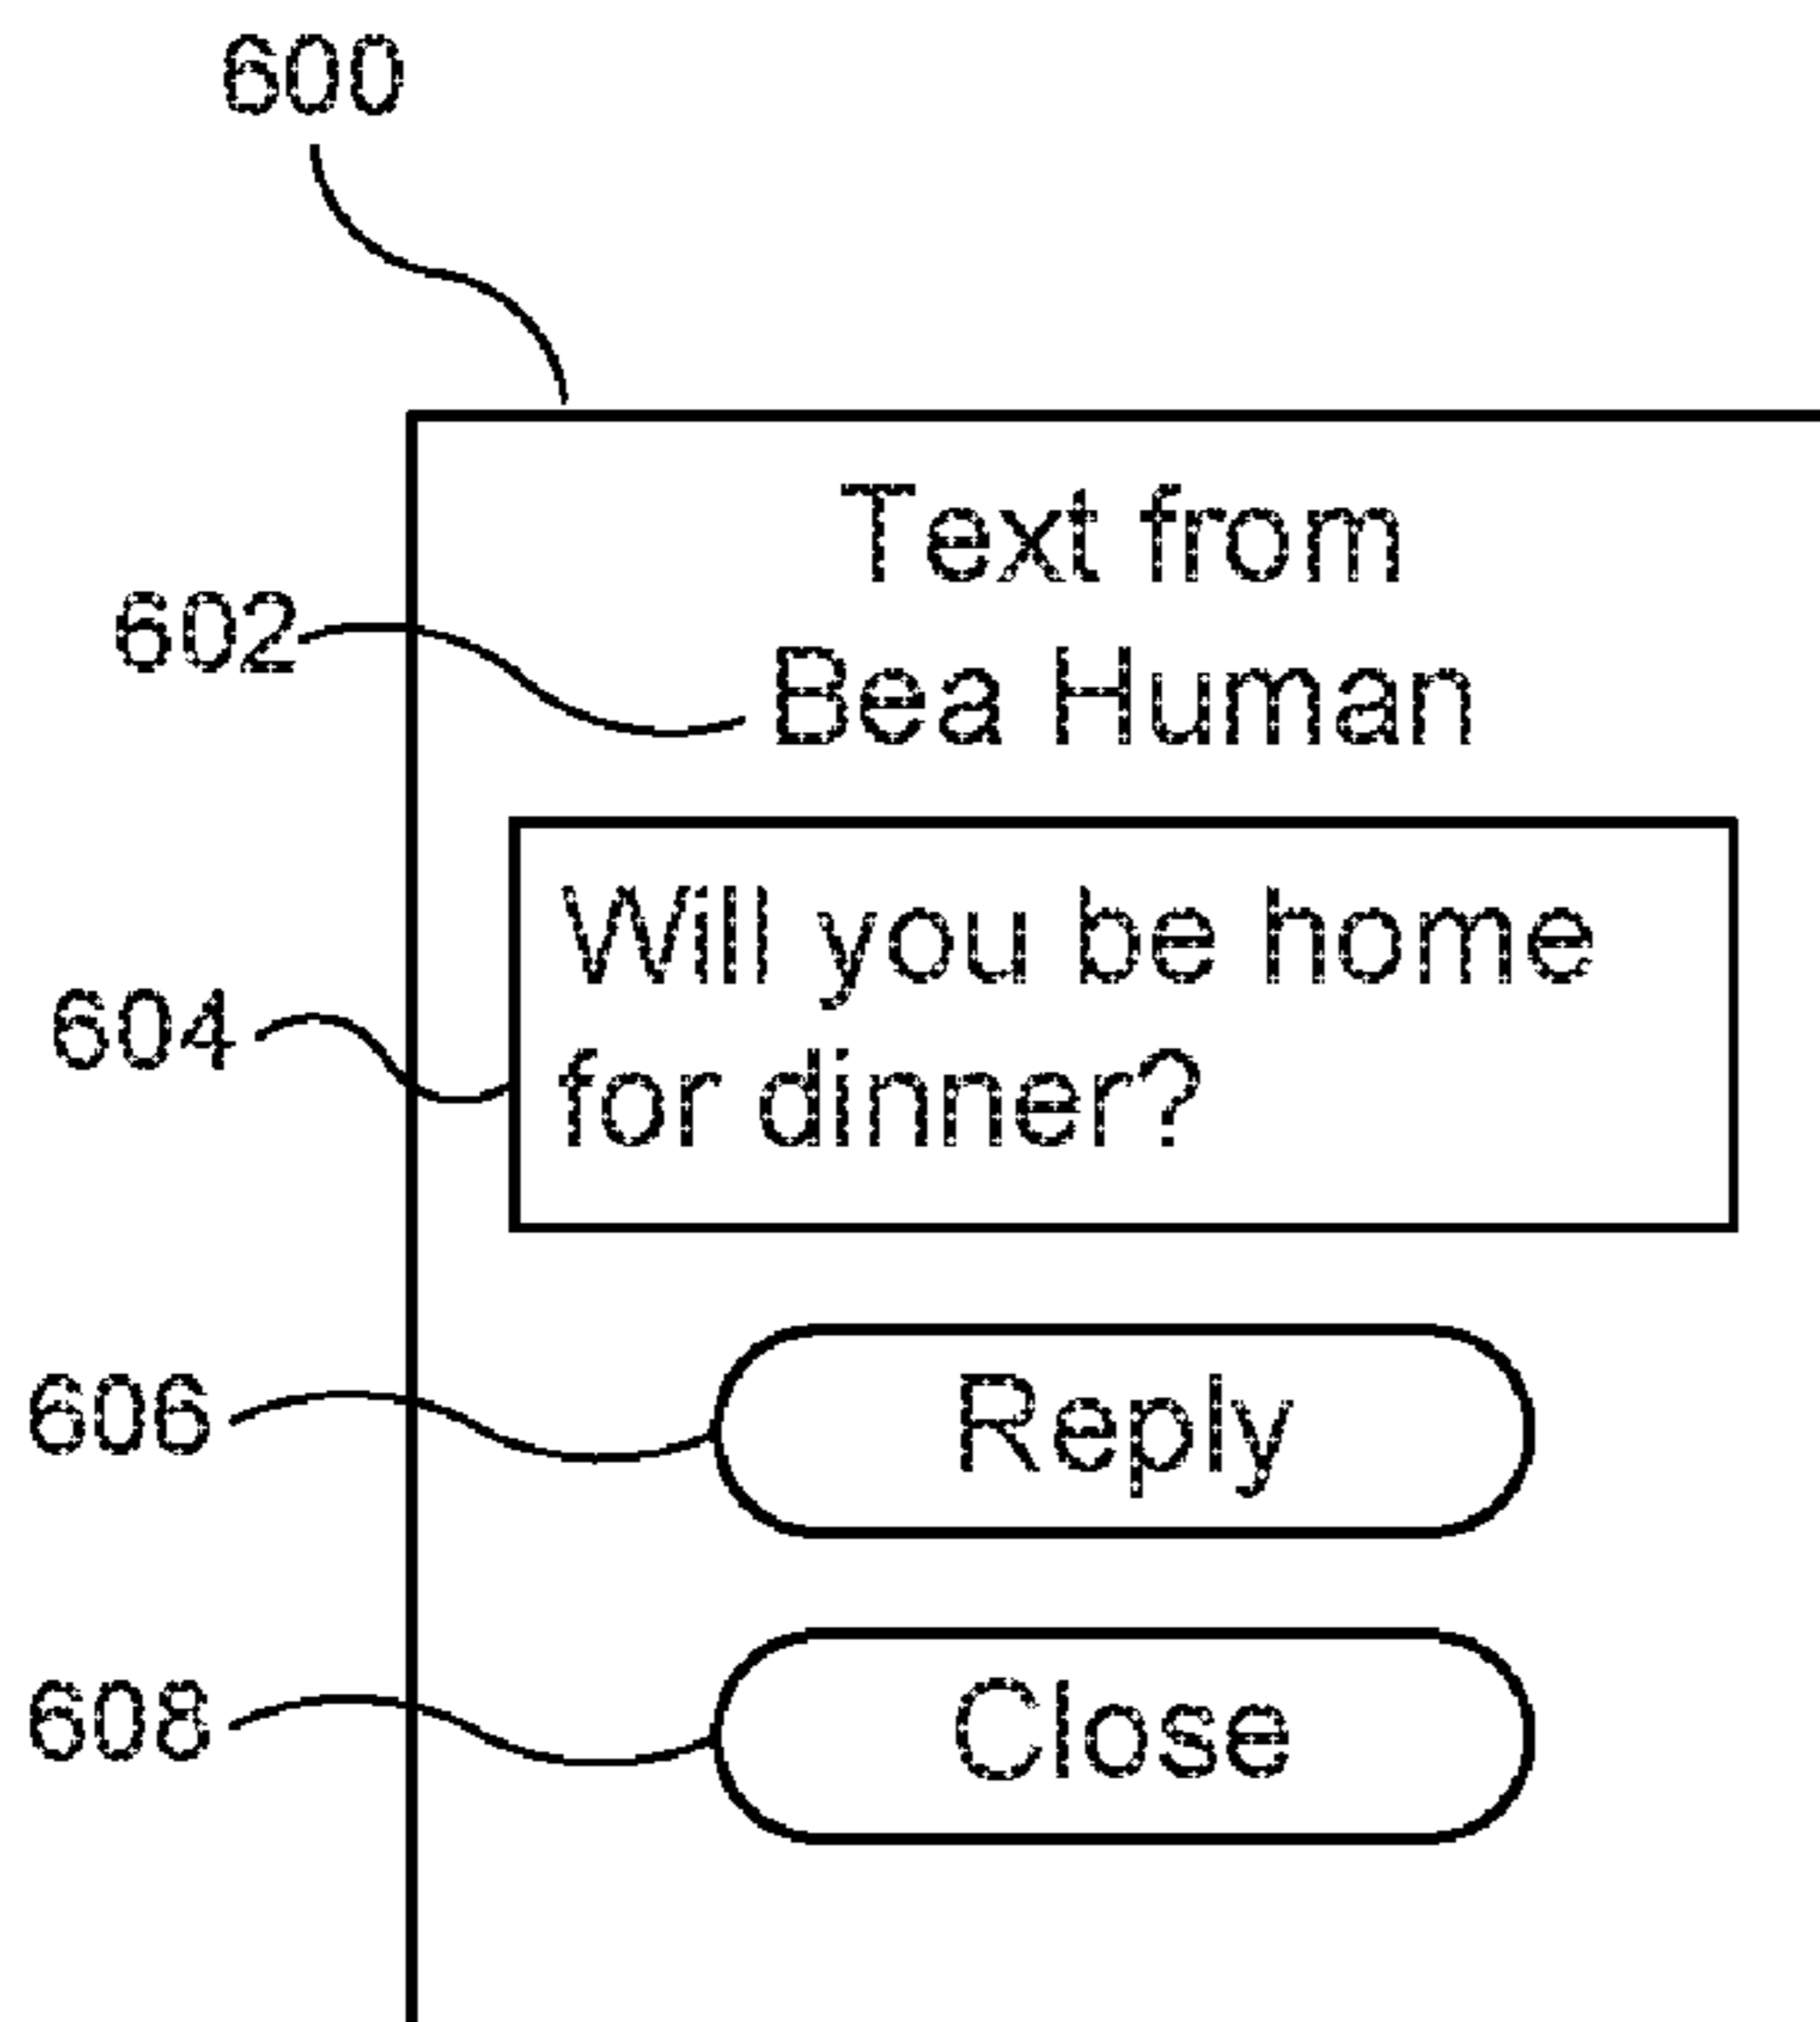 600
Text from
602
Bea Human
Will you be home
604
for dinner?
606
Reply
608
Close